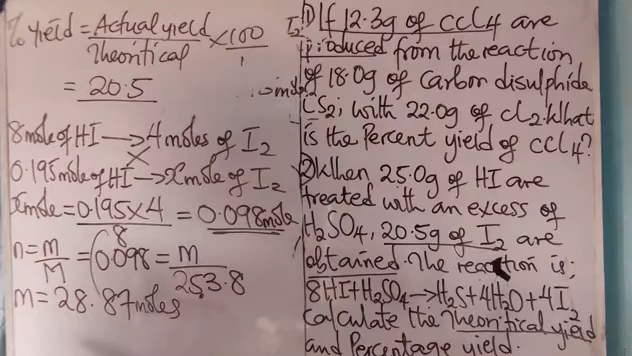 % yield = Actual yield × 100
Theoritical 1
= 20.5
8 mole of HI → 4 moles of I2
0.195 mole of HI → x mole of I2
x mole = 0.195 × 4 = 0.098 mole
8
n = m = 0.098 = m
M 253.8
m = 28.87 moles
1) If 12.3g of CCl4 are
produced from the reaction
of 18.0g of Carbon disulphide
CS2, with 22.0g of Cl2. What
is the Percent yield of CCl4?
2) When 25.0g of HI are
treated with an excess of
H2SO4, 20.5g of I2 are
obtained. The reaction is;
8HI + H2SO4 → H2S + 4H2O + 4I2
Calculate the Theoritical yield
and Percentage yield.